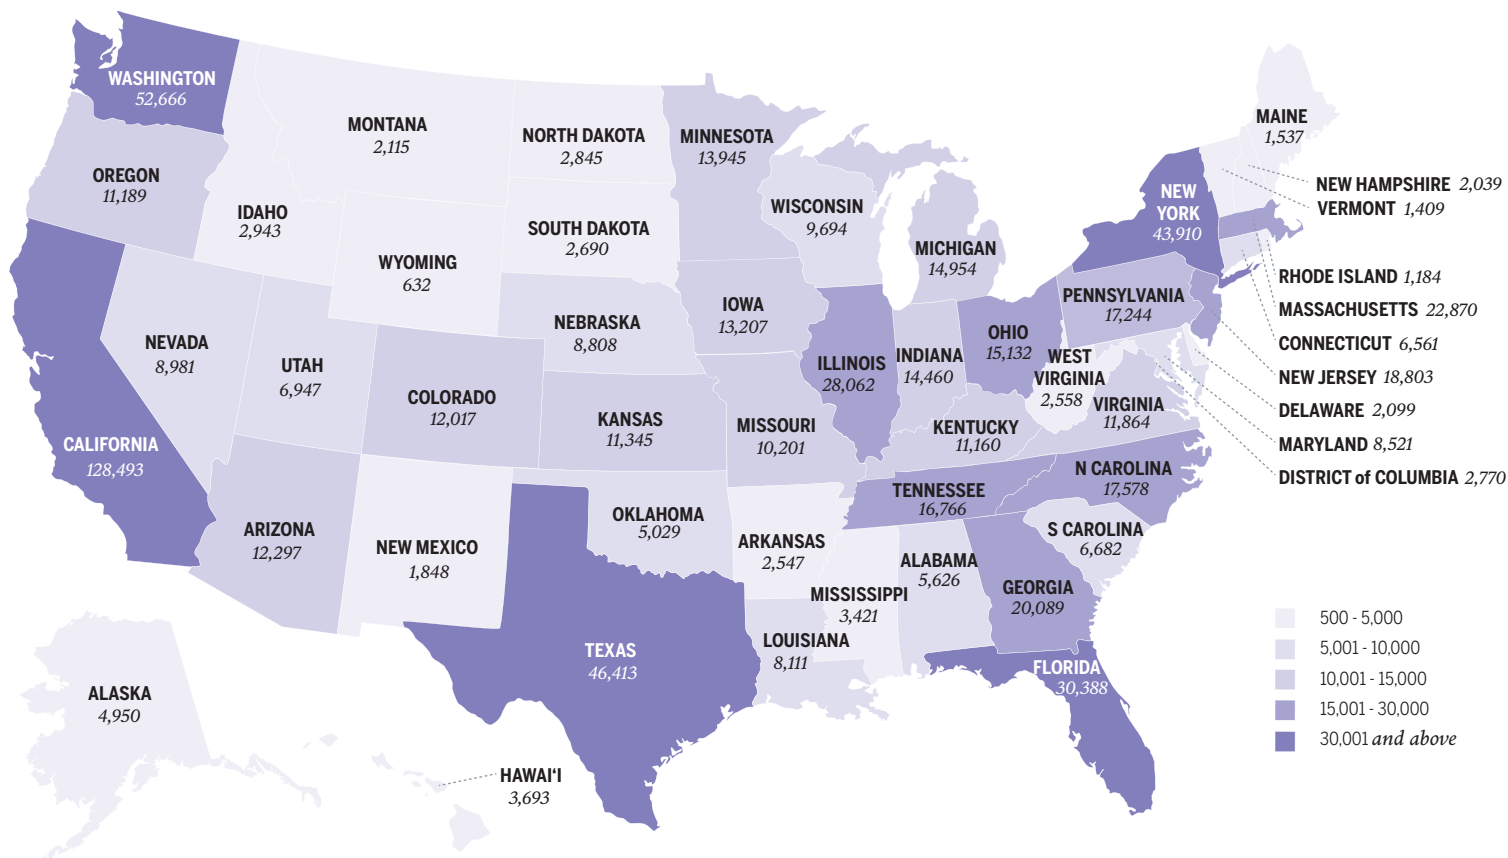 WASHINGTON
52,666
OREGON
11,189
CALIFORNIA
128,493
NEVADA
8,981
IDAHO
2,943
MONTANA
2,115
WYOMING
632
UTAH
6,947
COLORADO
12,017
ARIZONA
12,297
NEW MEXICO
1,848
NORTH DAKOTA
2,845
SOUTH DAKOTA
2,690
NEBRASKA
8,808
KANSAS
11,345
OKLAHOMA
5,029
TEXAS
46,413
MINNESOTA
13,945
IOWA
13,207
MISSOURI
10,201
ARKANSAS
2,547
LOUISIANA
8,111
WISCONSIN
9,694
ILLINOIS
28,062
MICHIGAN
14,954
INDIANA
14,460
OHIO
15,132
KENTUCKY
11,160
TENNESSEE
16,766
MISSISSIPPI
3,421
ALABAMA
5,626
GEORGIA
20,089
FLORIDA
30,388
S CAROLINA
6,682
N CAROLINA
17,578
VIRGINIA
11,864
WEST
VIRGINIA
2,558
PENNSYLVANIA
17,244
NEW
YORK
43,910
MAINE
1,537
NEW HAMPSHIRE 2,039
VERMONT 1,409
RHODE ISLAND 1,184
MASSACHUSETTS 22,870
CONNECTICUT 6,561
NEW JERSEY 18,803
DELAWARE 2,099
MARYLAND 8,521
DISTRICT of COLUMBIA 2,770
ALASKA
4,950
HAWAI‘I
3,693
500 - 5,000
5,001 - 10,000
10,001 - 15,000
15,001 - 30,000
30,001 and above